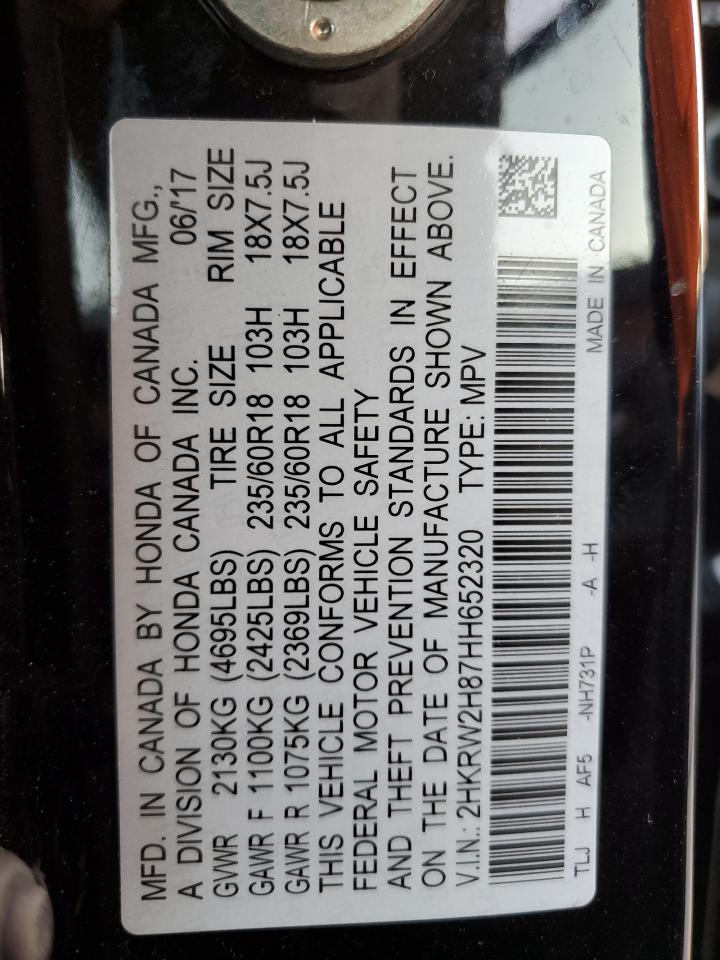 MFD. IN CANADA BY HONDA OF CANADA MFG.,
A DIVISION OF HONDA CANADA INC. 06/'17
GVWR 2130KG (4695LBS) TIRE SIZE RIM SIZE
GAWR F 1100KG (2425LBS) 235/60R18 103H 18X7.5J
GAWR R 1075KG (2369LBS) 235/60R18 103H 18X7.5J
THIS VEHICLE CONFORMS TO ALL APPLICABLE
FEDERAL MOTOR VEHICLE SAFETY
AND THEFT PREVENTION STANDARDS IN EFFECT
ON THE DATE OF MANUFACTURE SHOWN ABOVE.
V.I.N.: 2HKRW2H87HH652320 TYPE: MPV
TLJ H AF5 -NH731P -A -H MADE IN CANADA